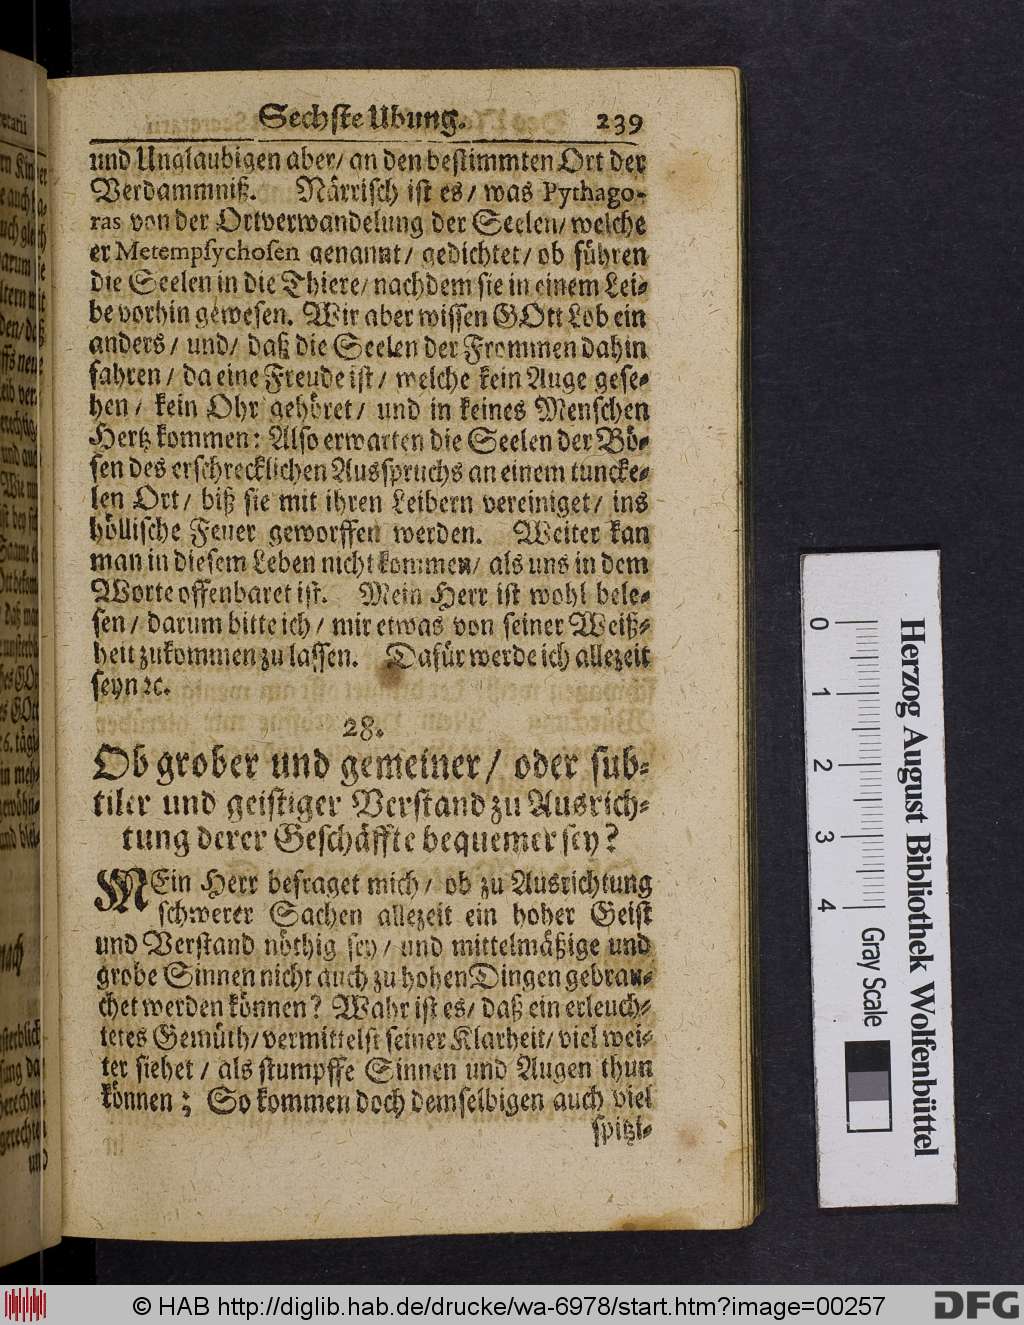 Sechste Ubung. 239
und Unglaubigen aber/ an den bestimmten Ort der
Verdammniß. Närrisch ist es/ was Pythago-
ras von der Ortverwandelung der Seelen/ welche
er Metempsychosen genannt/ gedichtet/ ob führen
die Seelen in die Thiere/ nachdem sie in einem Lei-
be vorhin gewesen. Wir aber wissen GOtt Lob ein
anders/ und/ daß die Seelen der Frommen dahin
fahren/ da eine Freude ist/ welche kein Auge gese-
hen/ kein Ohr gehöret/ und in keines Menschen
Hertz kommen: Also erwarten die Seelen der Bö-
sen des erschrecklichen Ausspruchs an einem tuncke-
len Ort/ biß sie mit ihren Leibern vereiniget/ ins
höllische Feuer geworffen werden. Weiter kan
man in diesem Leben nicht kommen/ als uns in dem
Worte offenbaret ist. Mein Herr ist wohl bele-
sen/ darum bitte ich/ mir etwas von seiner Weiß-
heit zukommen zu lassen. Dafür werde ich allezeit
seyn ꝛc.
28.
Ob grober und gemeiner/ oder sub-
tiler und geistiger Verstand zu Ausrich-
tung derer Geschäffte bequemer sey?
MEin Herr befraget mich/ ob zu Ausrichtung
schwerer Sachen allezeit ein hoher Geist
und Verstand nöthig sey/ und mittelmäßige und
grobe Sinnen nicht auch zu hohen Dingen gebrau-
chet werden können? Wahr ist es/ daß ein erleuch-
tetes Gemüth/ vermittelst seiner Klarheit/ viel wei-
ter siehet/ als stumpffe Sinnen und Augen thun
können; So kommen doch demselbigen auch viel
spitzi-
Herzog August Bibliothek Wolfenbüttel
Gray Scale
0 1 2 3 4
© HAB http://diglib.hab.de/drucke/wa-6978/start.htm?image=00257
DFG